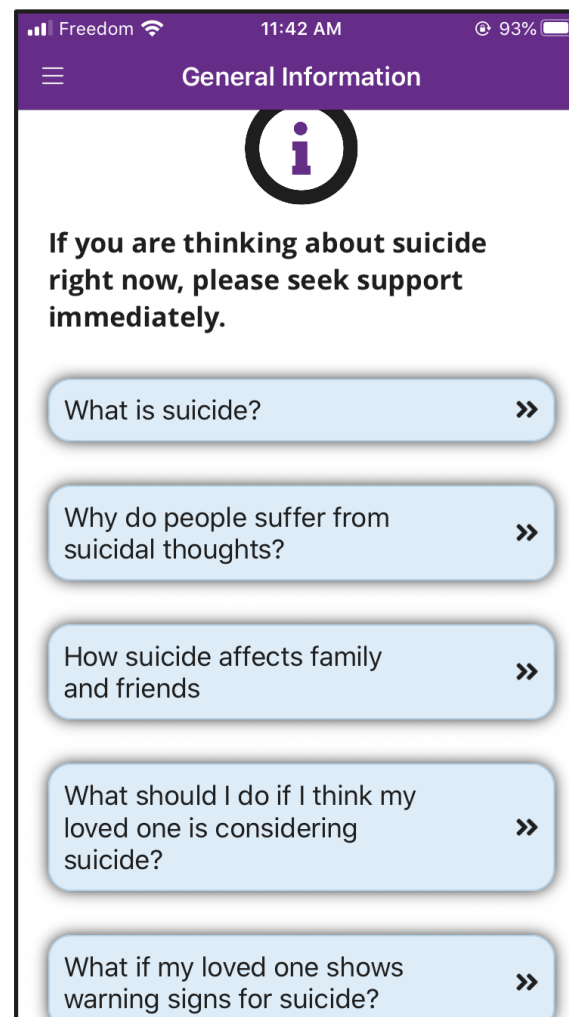 Freedom 11:42 AM 93%
General Information
i
If you are thinking about suicide
right now, please seek support
immediately.
What is suicide?
Why do people suffer from
suicidal thoughts?
How suicide affects family
and friends
What should I do if I think my
loved one is considering
suicide?
What if my loved one shows
warning signs for suicide?